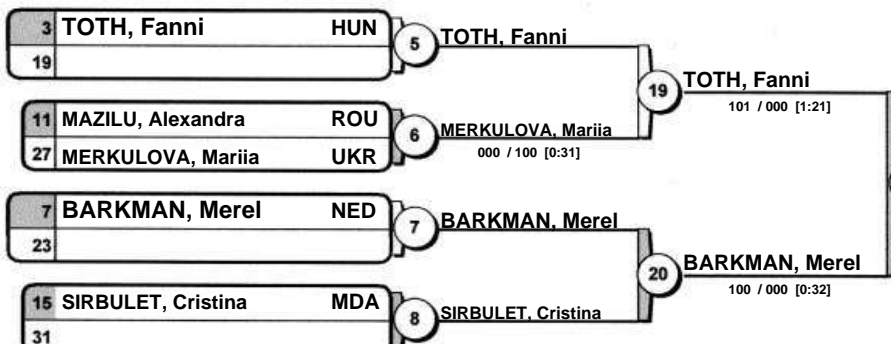 3 TOTH, Fanni HUN
19
5
TOTH, Fanni
11 MAZILU, Alexandra ROU
27 MERKULOVA, Mariia UKR
6
MERKULOVA, Mariia
000 / 100 [0:31]
19
TOTH, Fanni
101 / 000 [1:21]
7 BARKMAN, Merel NED
23
7
BARKMAN, Merel
15 SIRBULET, Cristina MDA
31
8
SIRBULET, Cristina
20
BARKMAN, Merel
100 / 000 [0:32]